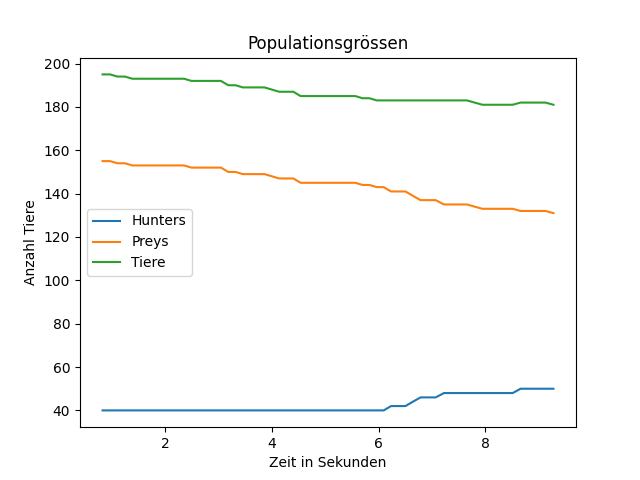 Populationsgrössen
Anzahl Tiere
200
180
160
140
120
100
80
60
40
Hunters
Preys
Tiere
2 4 6 8
Zeit in Sekunden